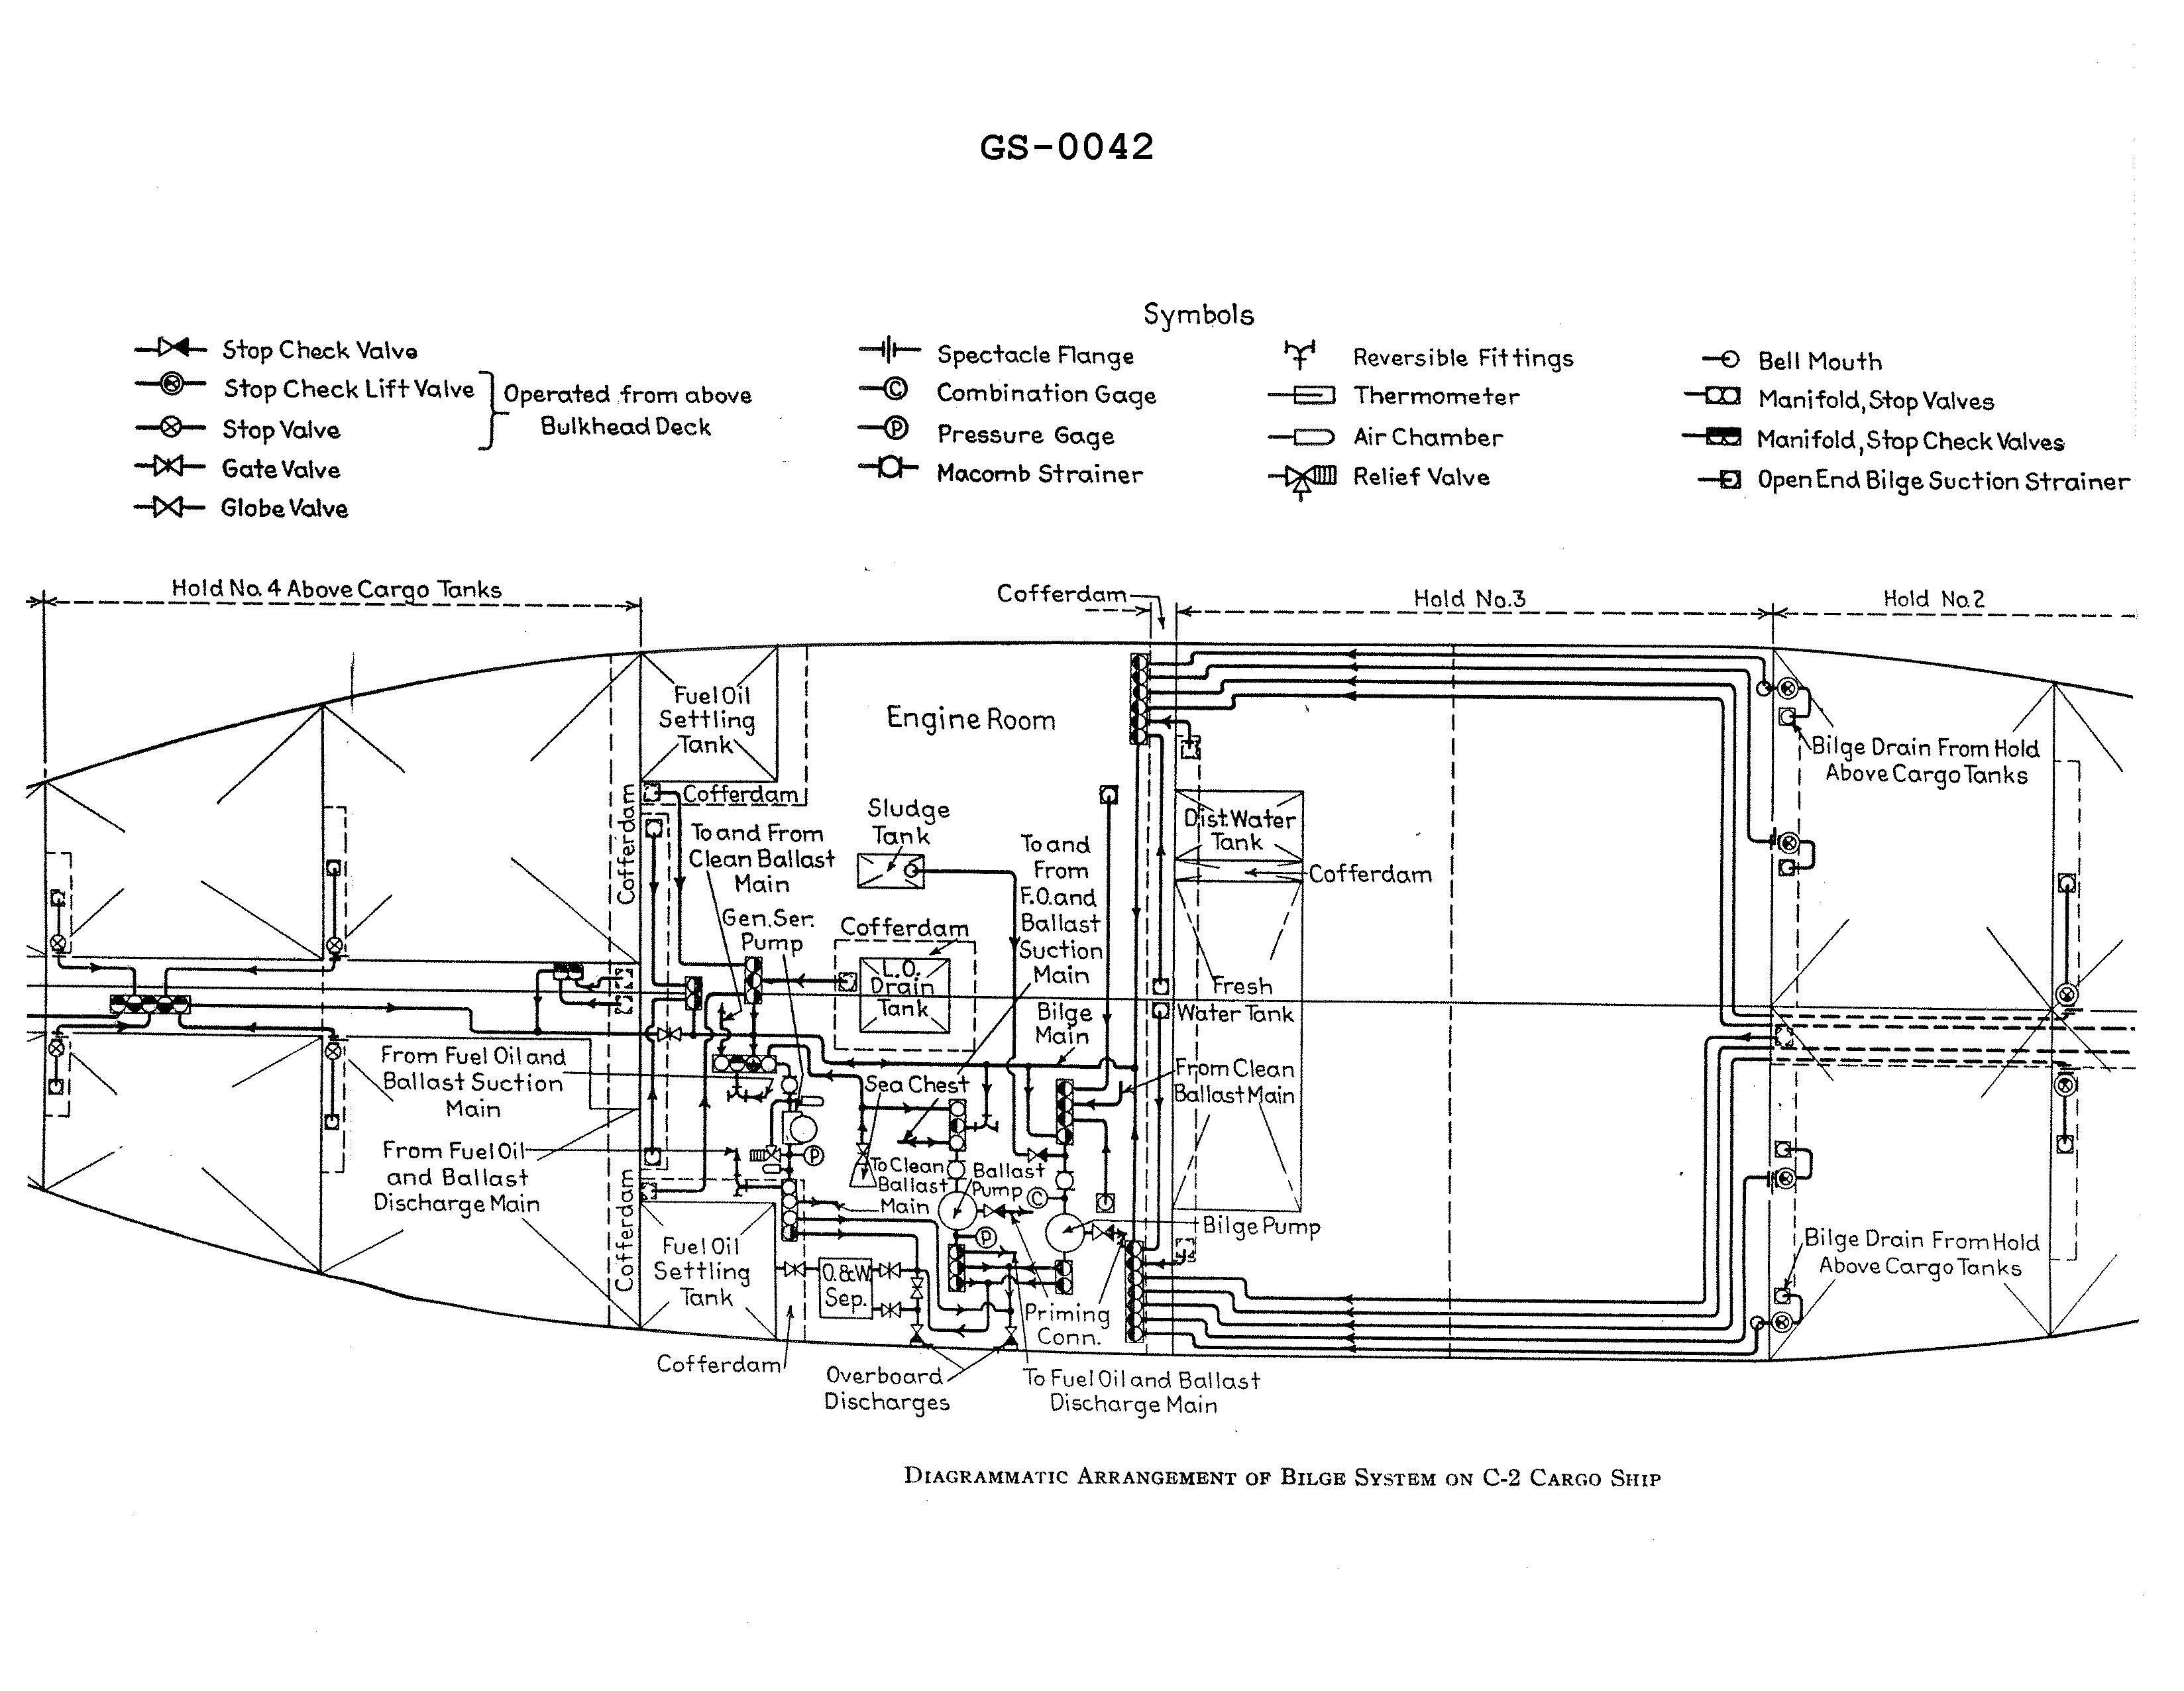 GS-0042
Symbols
Stop Check Valve
Stop Check Lift Valve
Stop Valve
Operated from above
Bulkhead Deck
Gate Valve
Globe Valve
Spectacle Flange
C
Combination Gage
P
Pressure Gage
Macomb Strainer
Reversible Fittings
Thermometer
Air Chamber
Relief Valve
Bell Mouth
Manifold, Stop Valves
Manifold, Stop Check Valves
Open End Bilge Suction Strainer
Hold No. 4 Above Cargo Tanks
Cofferdam
Hold No. 3
Hold No. 2
Fuel Oil
Settling
Tank
Engine Room
Cofferdam
Cofferdam
Sludge
Tank
To and From
Clean Ballast
Main
Gen. Ser.
Pump
Cofferdam
L.O.
Drain
Tank
To and
From
F.O. and
Ballast
Suction
Main
Bilge
Main
Dist. Water
Tank
Cofferdam
Fresh
Water Tank
Bilge Drain From Hold
Above Cargo Tanks
From Fuel Oil and
Ballast Suction
Main
Sea Chest
From Clean
Ballast Main
From Fuel Oil
and Ballast
Discharge Main
P
To Clean
Ballast
Main
Ballast
Pump
C
P
Bilge Pump
Cofferdam
Fuel Oil
Settling
Tank
O.&W.
Sep.
Priming
Conn.
Bilge Drain From Hold
Above Cargo Tanks
Cofferdam
Overboard
Discharges
To Fuel Oil and Ballast
Discharge Main
Diagrammatic Arrangement of Bilge System on C-2 Cargo Ship